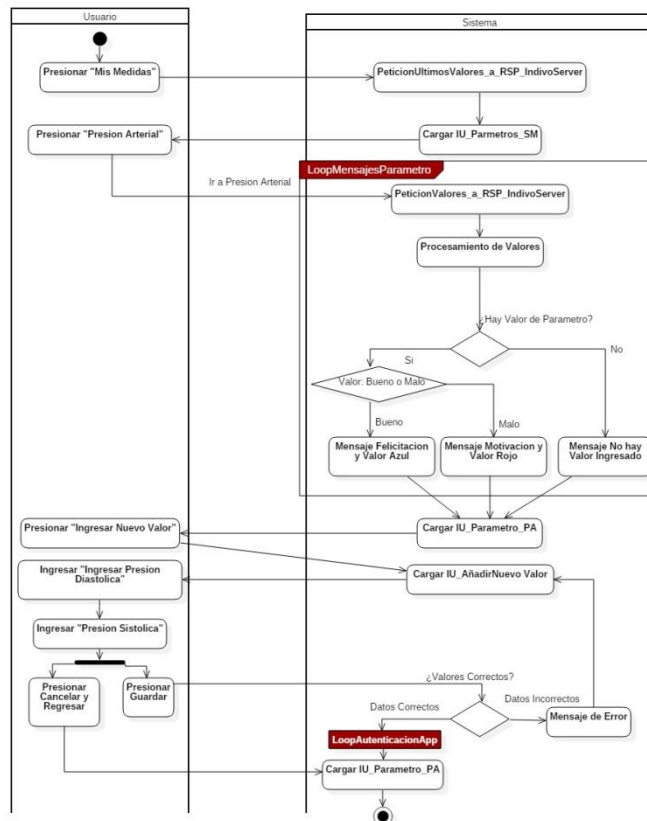 Usuario
Sistema
Presionar "Mis Medidas"
PeticionUltimosValores_a_RSP_IndivoServer
Presionar "Presion Arterial"
Cargar IU_Parmetros_SM
LoopMensajesParametro
Ir a Presion Arterial
PeticionValores_a_RSP_IndivoServer
Procesamiento de Valores
¿Hay Valor de Parametro?
Si
No
Valor: Bueno o Malo
Bueno
Malo
Mensaje Felicitacion
y Valor Azul
Mensaje Motivacion y
Valor Rojo
Mensaje No hay
Valor Ingresado
Presionar "Ingresar Nuevo Valor"
Cargar IU_Parametro_PA
Ingresar "Ingresar Presion
Diastolica"
Cargar IU_AñadirNuevo Valor
Ingresar "Presion Sistolica"
Presionar
Cancelar y
Regresar
Presionar
Guardar
¿Valores Correctos?
Datos Correctos
Datos Incorrectos
Mensaje de Error
LoopAutenticacionApp
Cargar IU_Parametro_PA